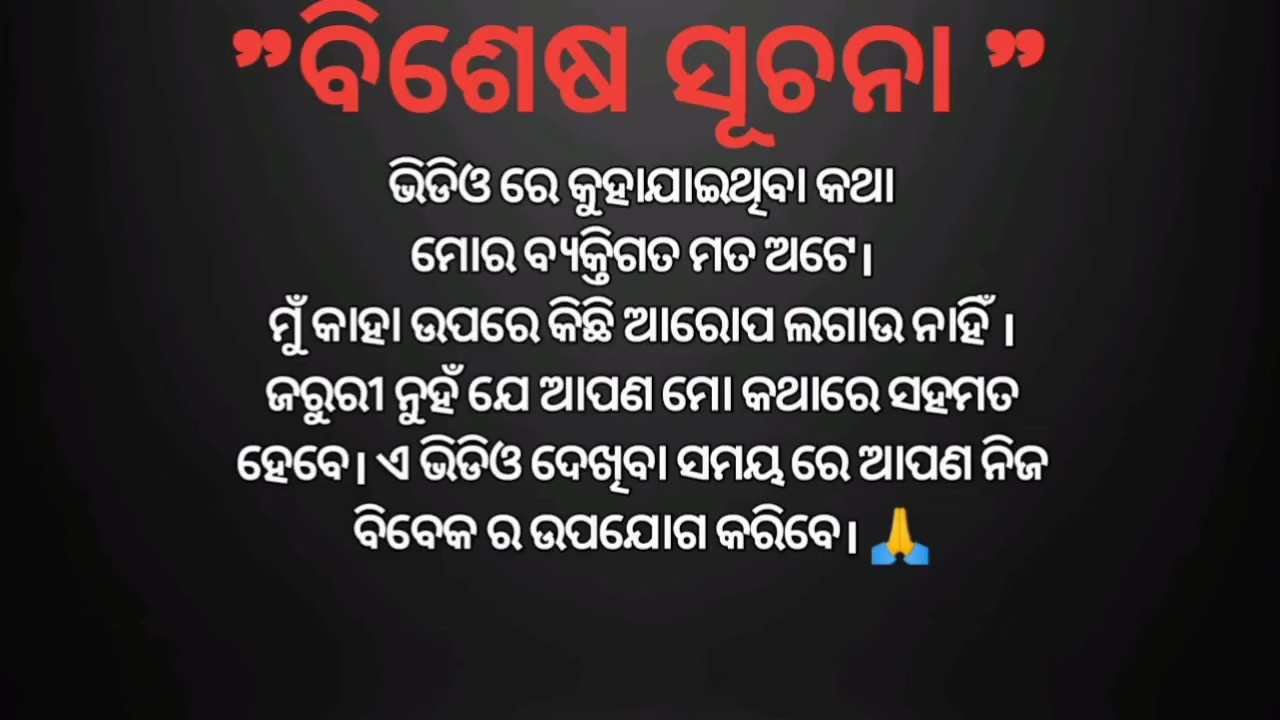 ”ବିଶେଷ ସୂଚନା ”
ଭିଡିଓ ରେ କୁହାଯାଇଥିବା କଥା
ମୋର ବ୍ୟକ୍ତିଗତ ମତ ଅଟେ।
ମୁଁ କାହା ଉପରେ କିଛି ଆରୋପ ଲଗାଉ ନାହିଁ ।
ଜରୁରୀ ନୁହଁ ଯେ ଆପଣ ମୋ କଥାରେ ସହମତ
ହେବେ। ଏ ଭିଡିଓ ଦେଖିବା ସମୟ ରେ ଆପଣ ନିଜ
ବିବେକ ର ଉପଯୋଗ କରିବେ। 🙏